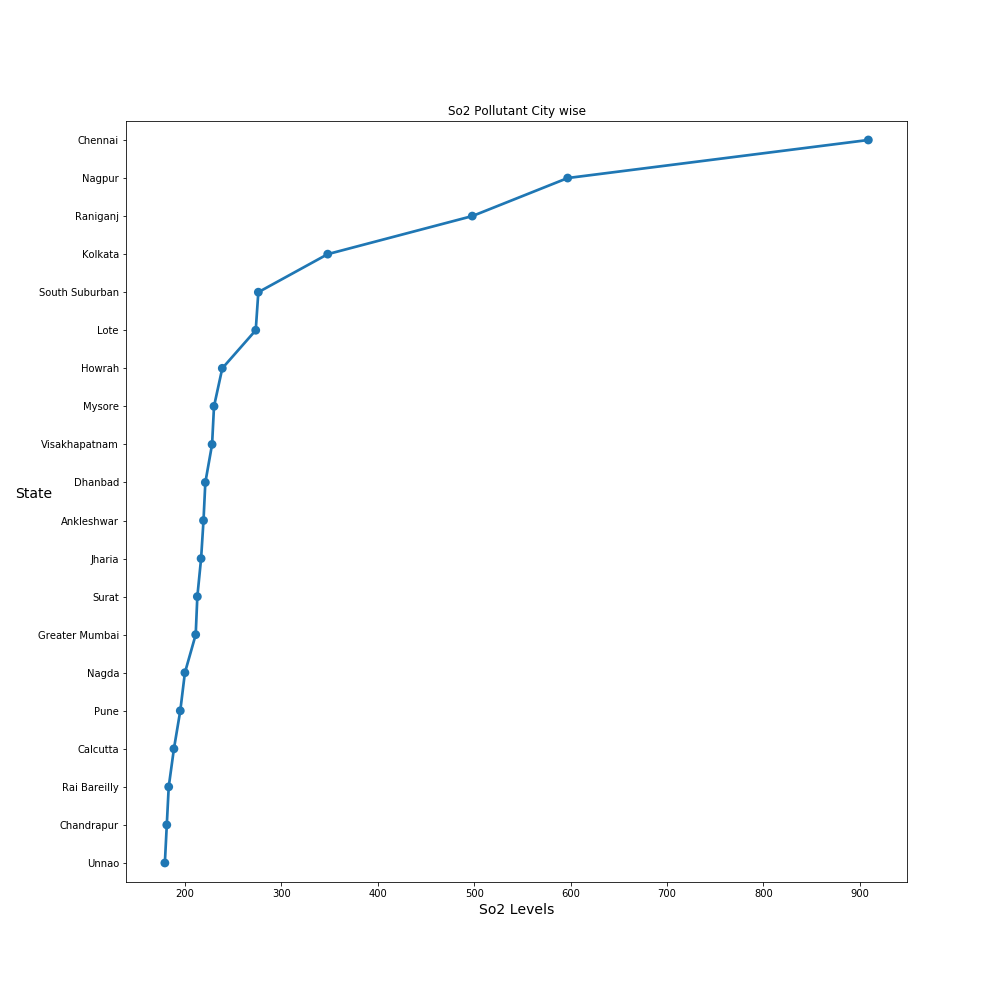 So2 Pollutant City wise
Chennai
Nagpur
Raniganj
Kolkata
South Suburban
Lote
Howrah
Mysore
Visakhapatnam
Dhanbad
State
Ankleshwar
Jharia
Surat
Greater Mumbai
Nagda
Pune
Calcutta
Rai Bareilly
Chandrapur
Unnao
200 300 400 500 600 700 800 900
So2 Levels